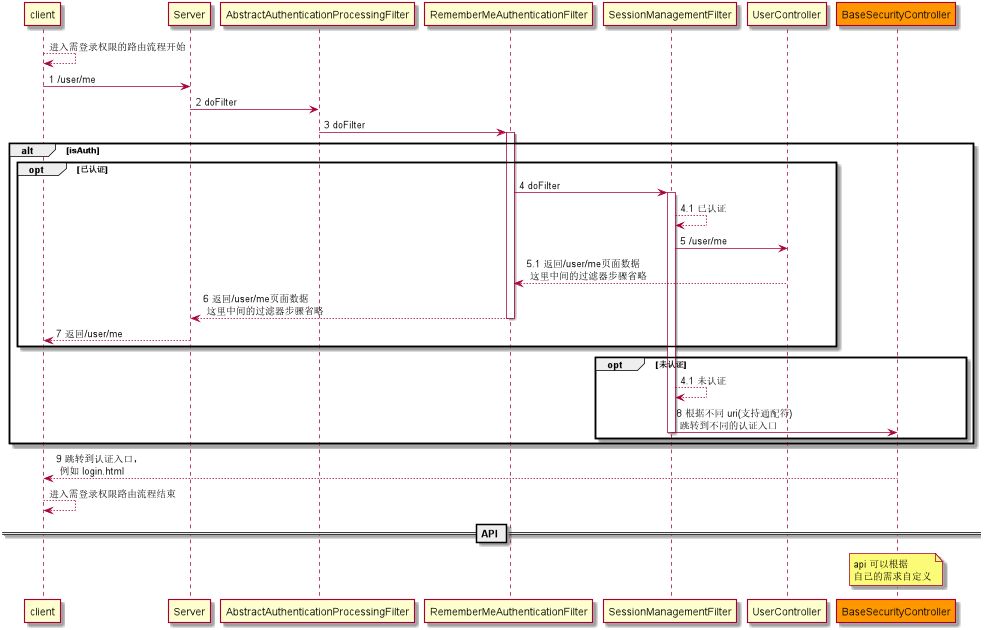 client
Server
AbstractAuthenticationProcessingFilter
RememberMeAuthenticationFilter
SessionManagementFilter
UserController
BaseSecurityController
进入需登录权限的路由流程开始
1 /user/me
2 doFilter
3 doFilter
alt
[isAuth]
opt
[已认证]
4 doFilter
4.1 已认证
5 /user/me
5.1 返回/user/me页面数据
这里中间的过滤器步骤省略
6 返回/user/me页面数据
这里中间的过滤器步骤省略
7 返回/user/me
opt
[未认证]
4.1 未认证
8 根据不同 uri(支持通配符)
跳转到不同的认证入口
9 跳转到认证入口，
例如 login.html
进入需登录权限路由流程结束
API
api 可以根据
自己的需求自定义
client
Server
AbstractAuthenticationProcessingFilter
RememberMeAuthenticationFilter
SessionManagementFilter
UserController
BaseSecurityController